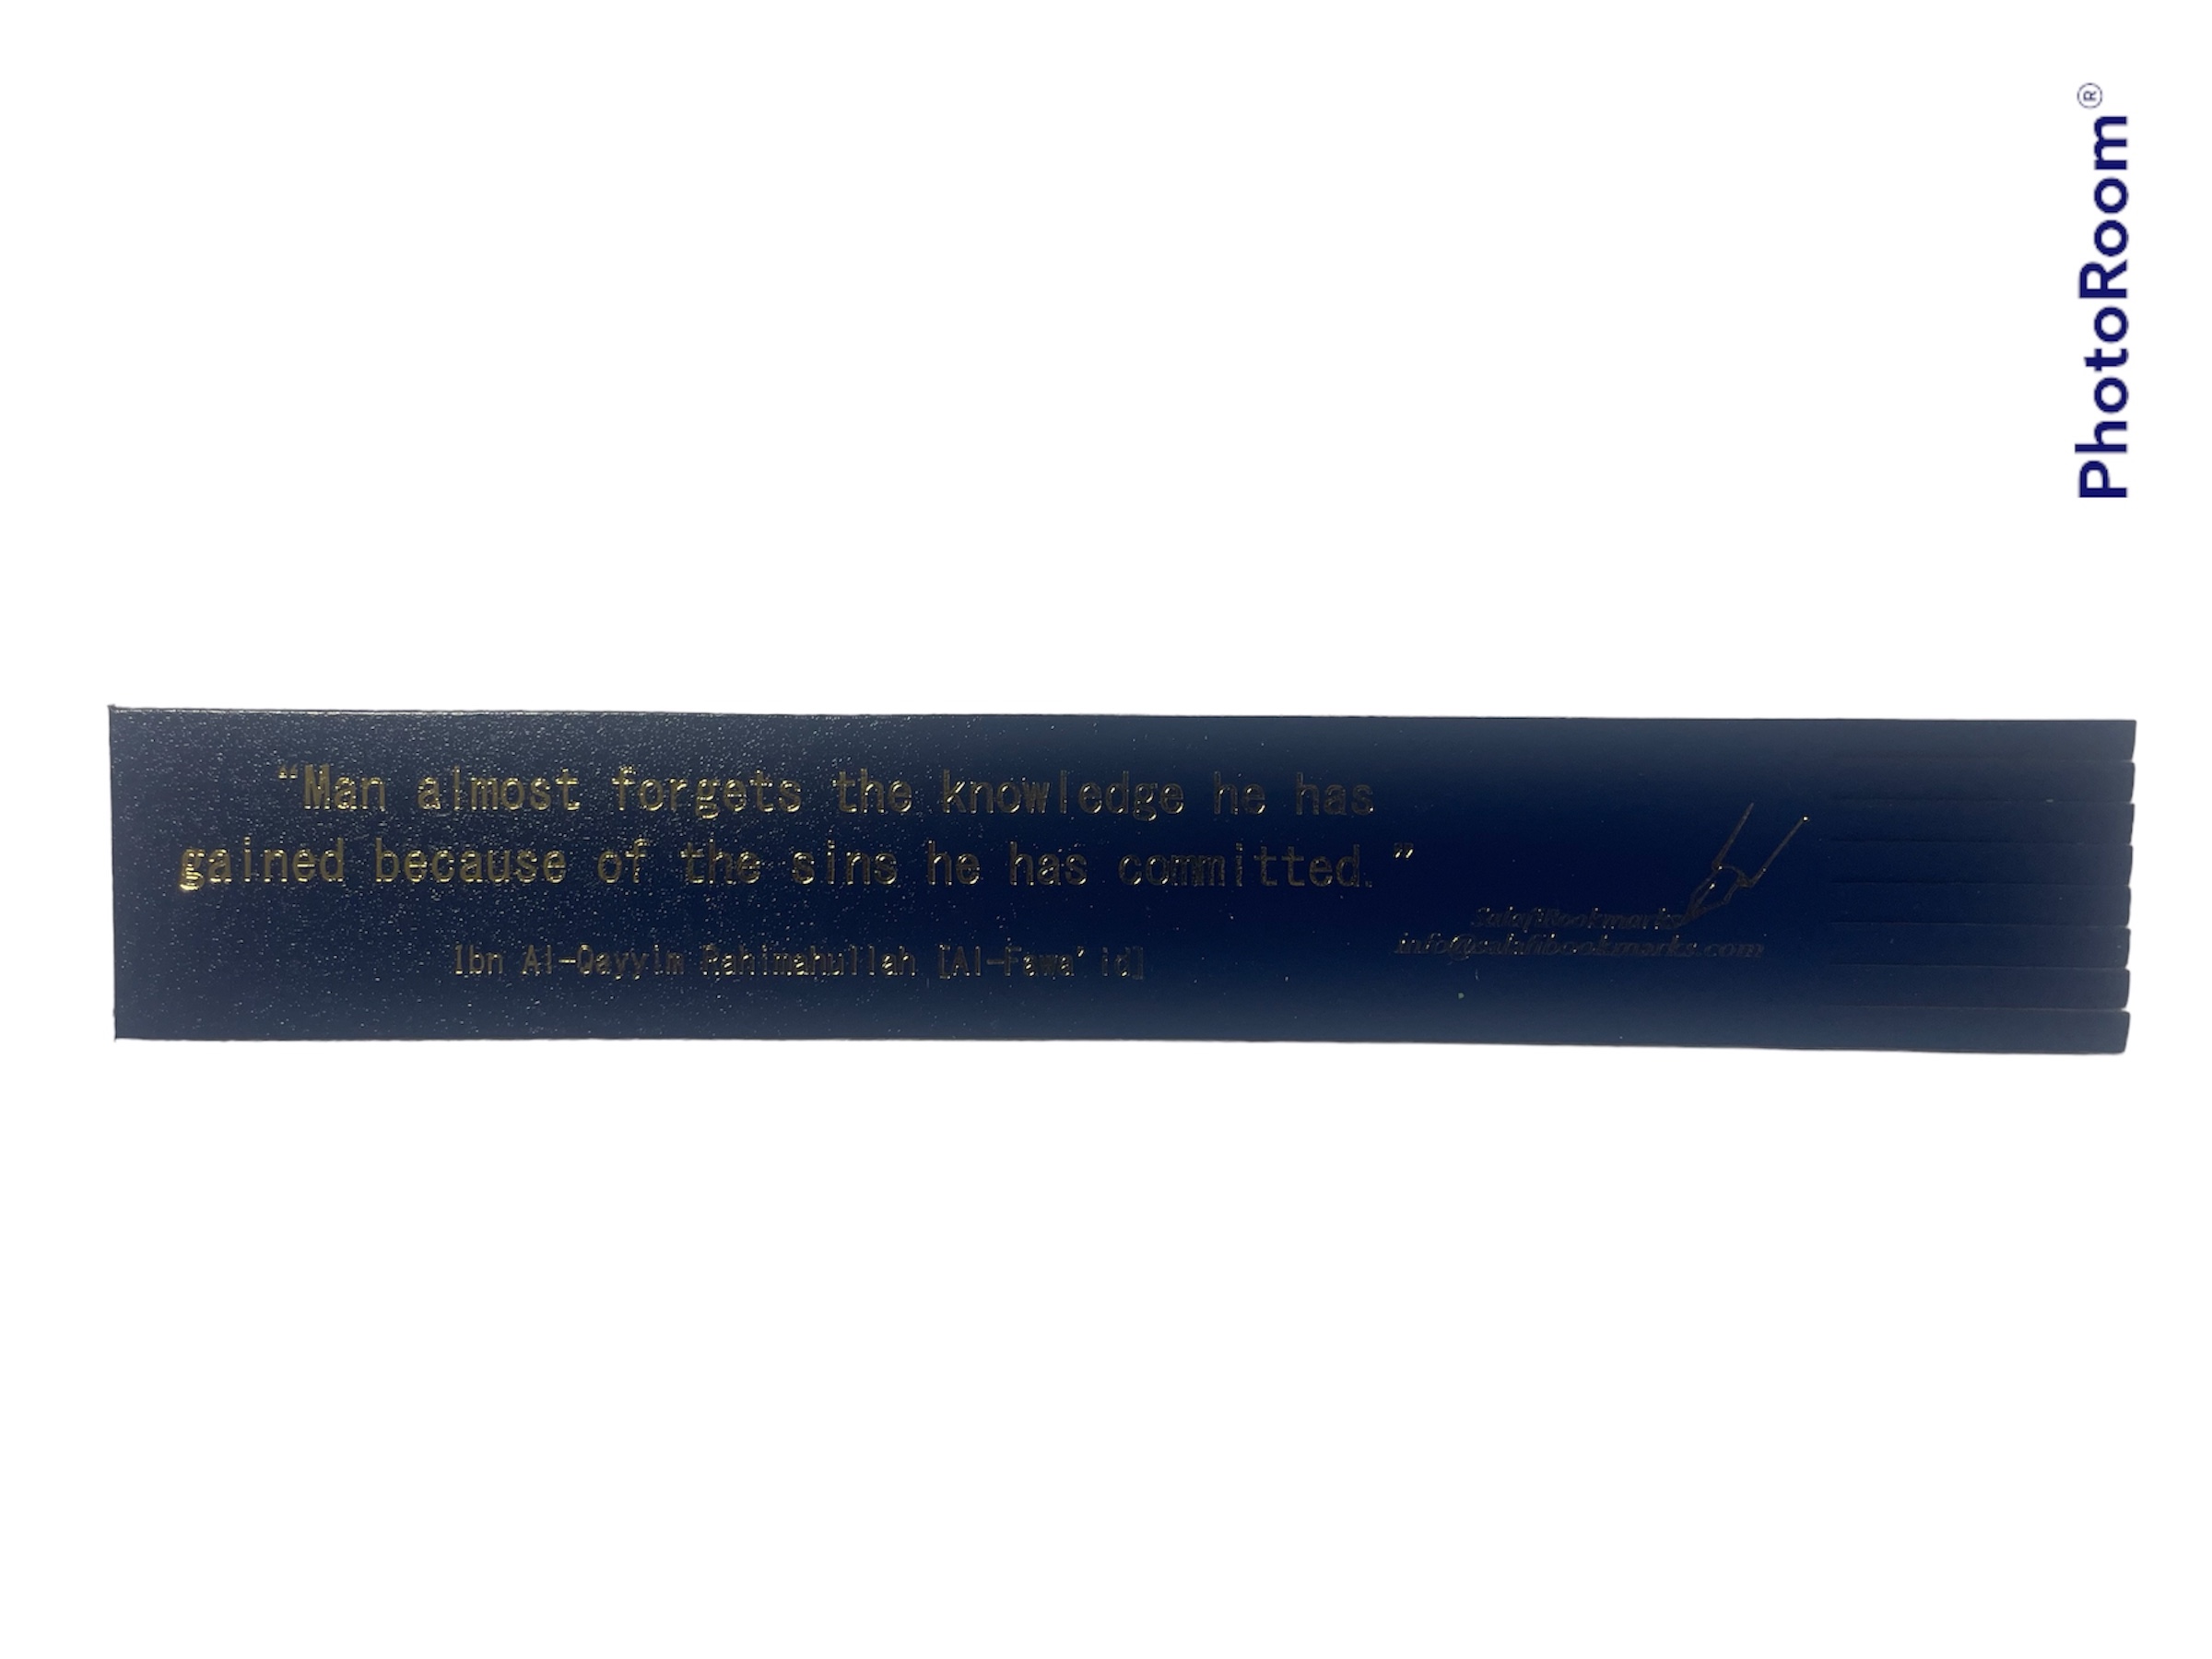 PhotoRoom®
“Man almost forgets the knowledge he has
gained because of the sins he has committed.”
Ibn Al-Qayyim Rahimahullah [Al-Fawa'id]
SalafiBookmarks
info@salafibookmarks.com